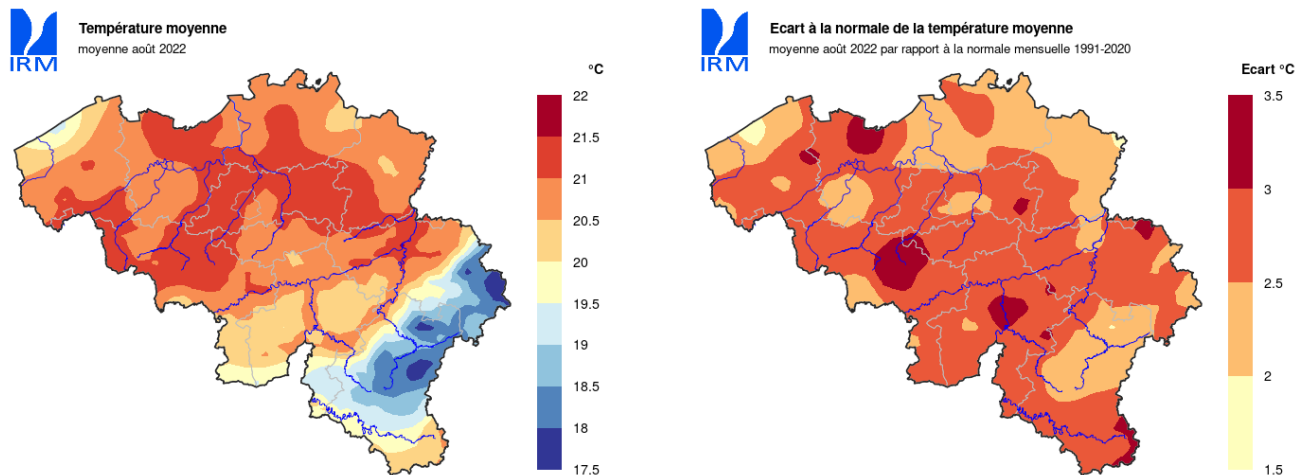 IRM
Température moyenne
moyenne août 2022
°C
22
21.5
21
20.5
20
19.5
19
18.5
18
17.5
IRM
Ecart à la normale de la température moyenne
moyenne août 2022 par rapport à la normale mensuelle 1991-2020
Ecart °C
3.5
3
2.5
2
1.5